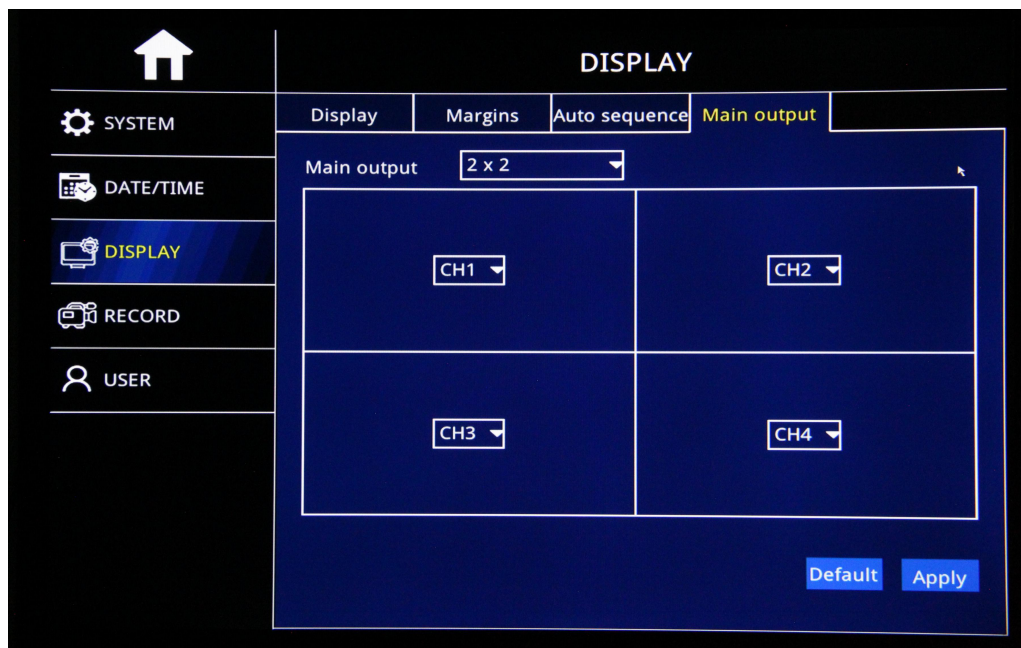 DISPLAY
SYSTEM
DATE/TIME
DISPLAY
RECORD
USER
Display Margins Auto sequence Main output
Main output 2 x 2
CH1 CH2
CH3 CH4
Default Apply